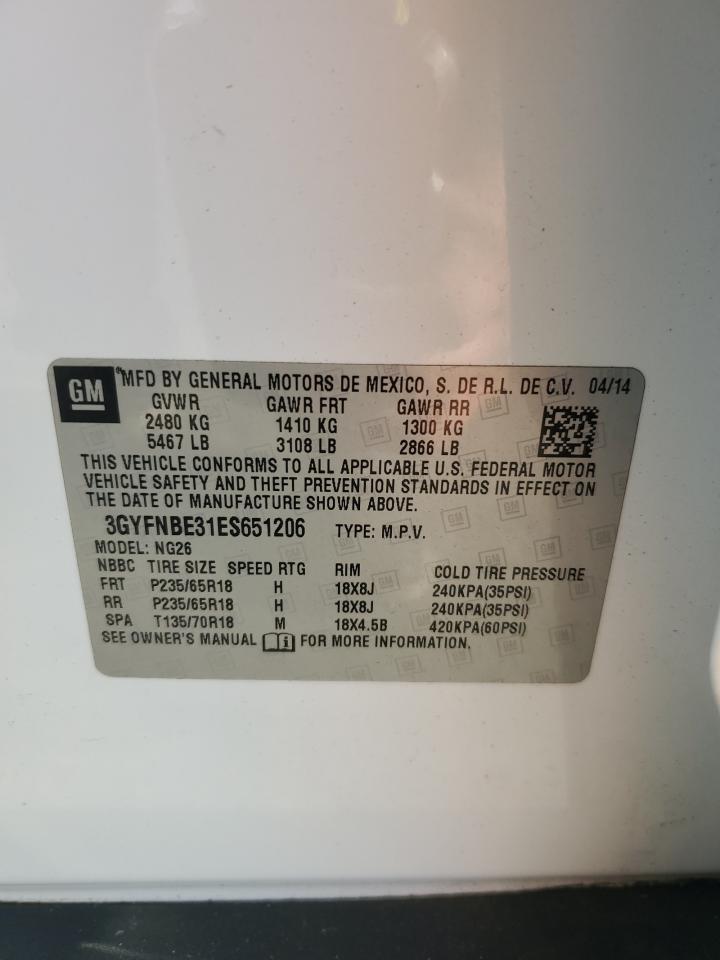 GM
®MFD BY GENERAL MOTORS DE MEXICO, S. DE R.L. DE C.V. 04/14
GVWR GAWR FRT GAWR RR
2480 KG 1410 KG 1300 KG
5467 LB 3108 LB 2866 LB
THIS VEHICLE CONFORMS TO ALL APPLICABLE U.S. FEDERAL MOTOR
VEHICLE SAFETY AND THEFT PREVENTION STANDARDS IN EFFECT ON
THE DATE OF MANUFACTURE SHOWN ABOVE.
3GYFNBE31ES651206 TYPE: M.P.V.
MODEL: NG26
NBBC TIRE SIZE SPEED RTG RIM COLD TIRE PRESSURE
FRT P235/65R18 H 18X8J 240KPA(35PSI)
RR P235/65R18 H 18X8J 240KPA(35PSI)
SPA T135/70R18 M 18X4.5B 420KPA(60PSI)
SEE OWNER'S MANUAL FOR MORE INFORMATION.